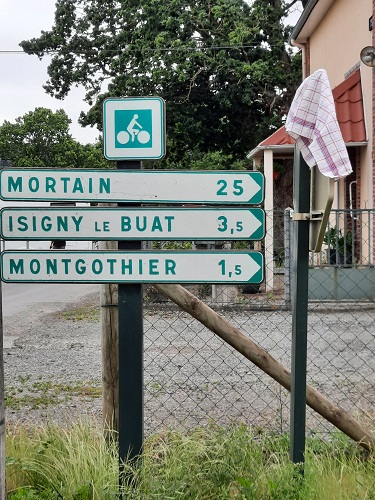 MORTAIN 25
ISIGNY LE BUAT 3,5
MONTGOTHIER 1,5